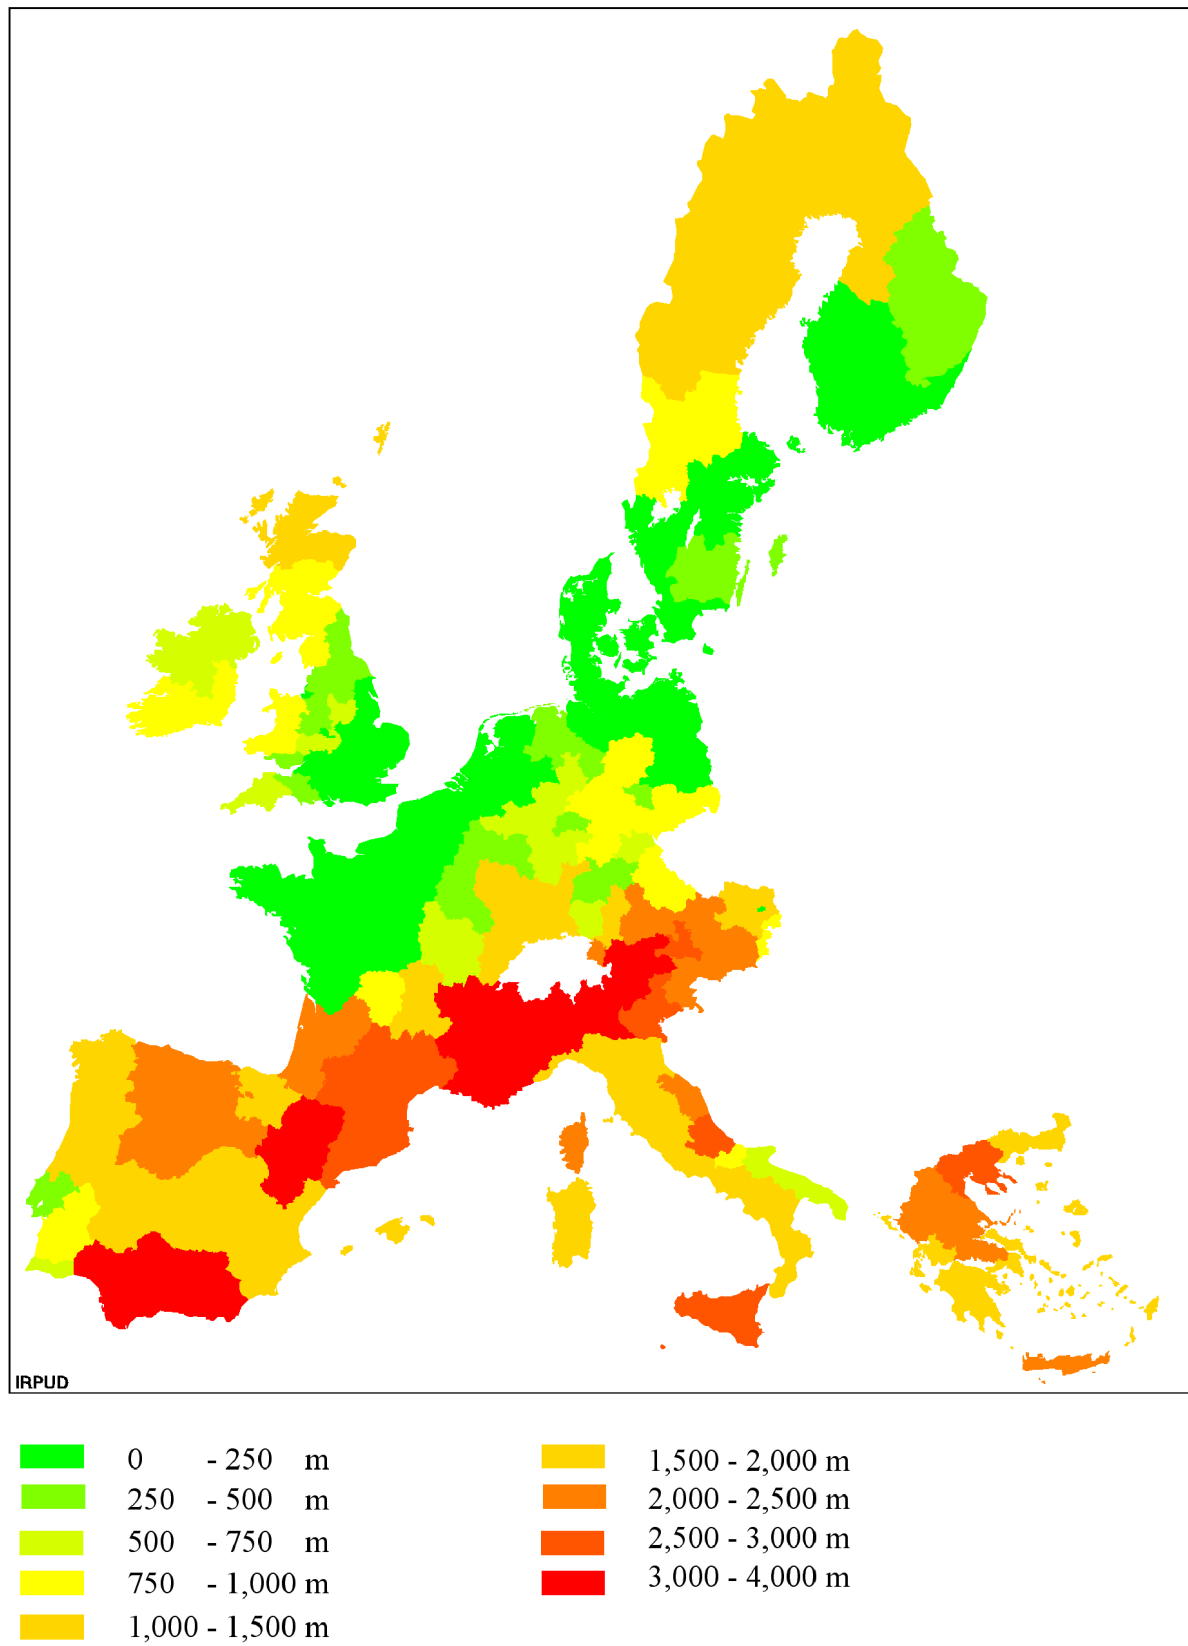 IRPUD
0 - 250 m
250 - 500 m
500 - 750 m
750 - 1,000 m
1,000 - 1,500 m
1,500 - 2,000 m
2,000 - 2,500 m
2,500 - 3,000 m
3,000 - 4,000 m